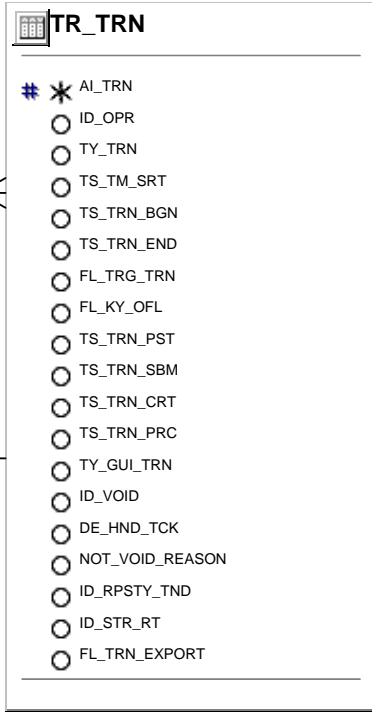 TR_TRN
# * AI_TRN
ID_OPR
TY_TRN
TS_TM_SRT
TS_TRN_BGN
TS_TRN_END
FL_TRG_TRN
FL_KY_OFL
TS_TRN_PST
TS_TRN_SBM
TS_TRN_CRT
TS_TRN_PRC
TY_GUI_TRN
ID_VOID
DE_HND_TCK
NOT_VOID_REASON
ID_RPSTY_TND
ID_STR_RT
FL_TRN_EXPORT